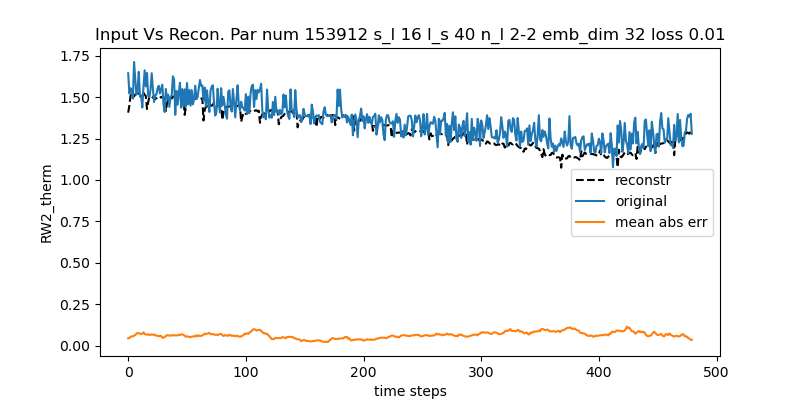 Input Vs Recon. Par num 153912 s_l 16 l_s 40 n_l 2-2 emb_dim 32 loss 0.01
1.75
1.50
1.25
1.00
0.75
0.50
0.25
0.00
RW2_therm
reconstr
original
mean abs err
0 100 200 300 400 500
time steps